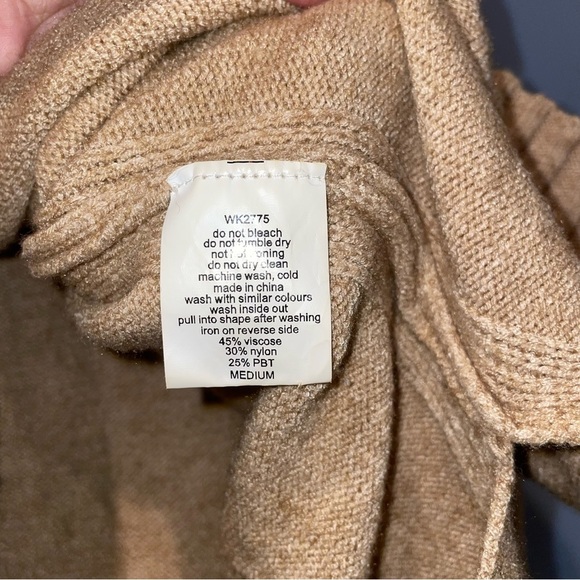 WK2775
do not bleach
do not tumble dry
not ironing
do not dry clean
machine wash, cold
made in china
wash with similar colours
wash inside out
pull into shape after washing
iron on reverse side
45% viscose
30% nylon
25% PBT
MEDIUM